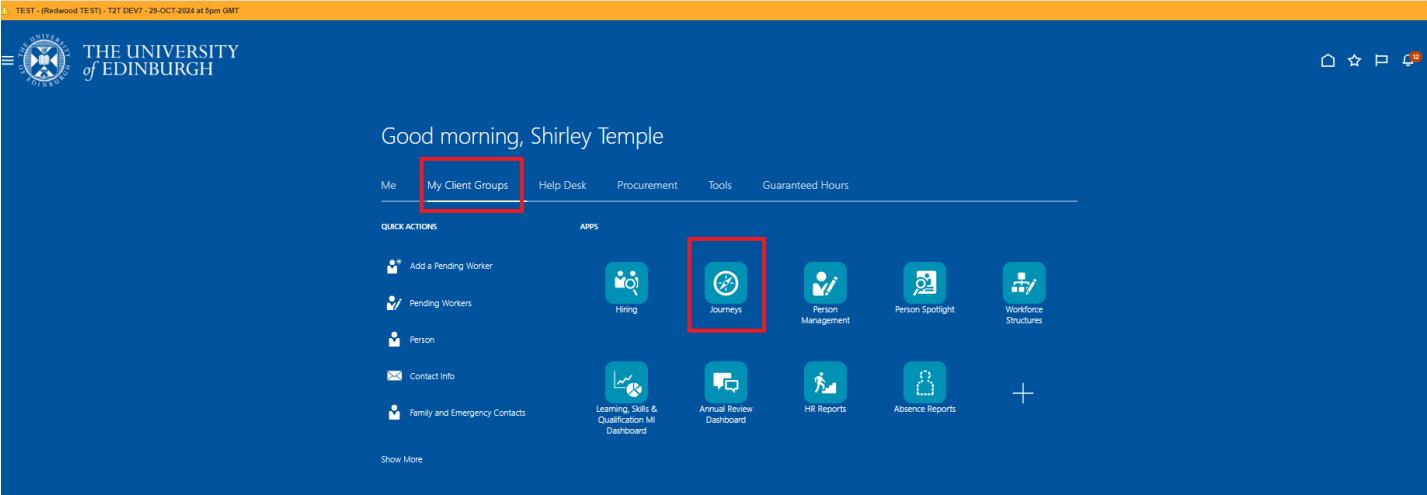 TEST - (Redwood TEST) - T2T DEV7 - 29-OCT-2024 at 5pm GMT
THE UNIVERSITY
of EDINBURGH
12
Good morning, Shirley Temple
Me My Client Groups Help Desk Procurement Tools Guaranteed Hours
QUICK ACTIONS
Add a Pending Worker
Pending Workers
Person
Contact Info
Family and Emergency Contacts
Show More
APPS
Hiring
Journeys
Person
Management
Person Spotlight
Workforce
Structures
Learning, Skills &
Qualification MI
Dashboard
Annual Review
Dashboard
HR Reports
Absence Reports